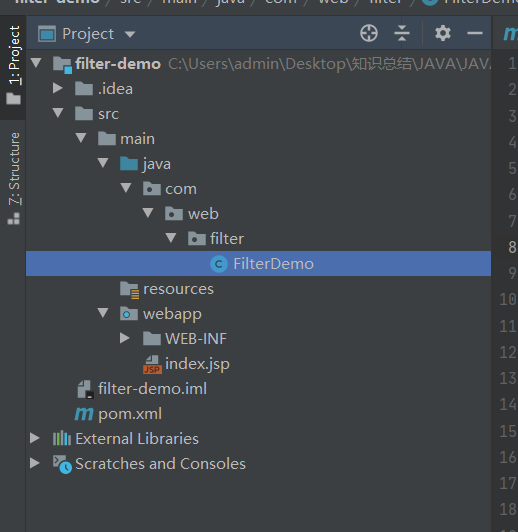 filter-demo / src / main / java / com / web / filter / FilterDemo
1: Project
Project
filter-demo C:\Users\admin\Desktop\知识总结\JAVA\JAV
.idea
src
main
java
com
web
filter
FilterDemo
resources
webapp
WEB-INF
JSP index.jsp
filter-demo.iml
m pom.xml
External Libraries
Scratches and Consoles
7: Structure
m
1
2
3
4
5
6
7
8
9
10
11
12
13
14
15
16
17
18